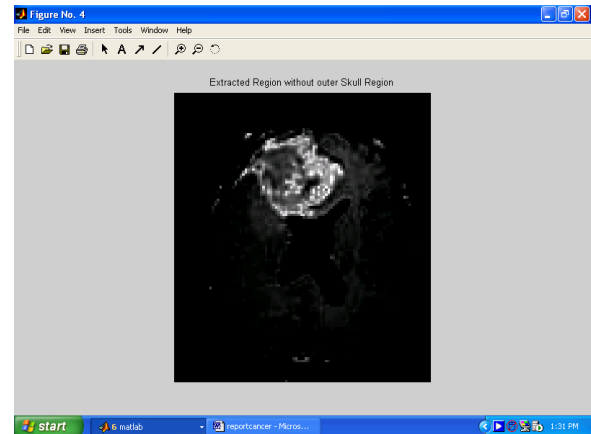 Figure No. 4
File Edit View Insert Tools Window Help
A
Extracted Region without outer Skull Region
start 6 matlab reportcancer - Micros... 1:31 PM